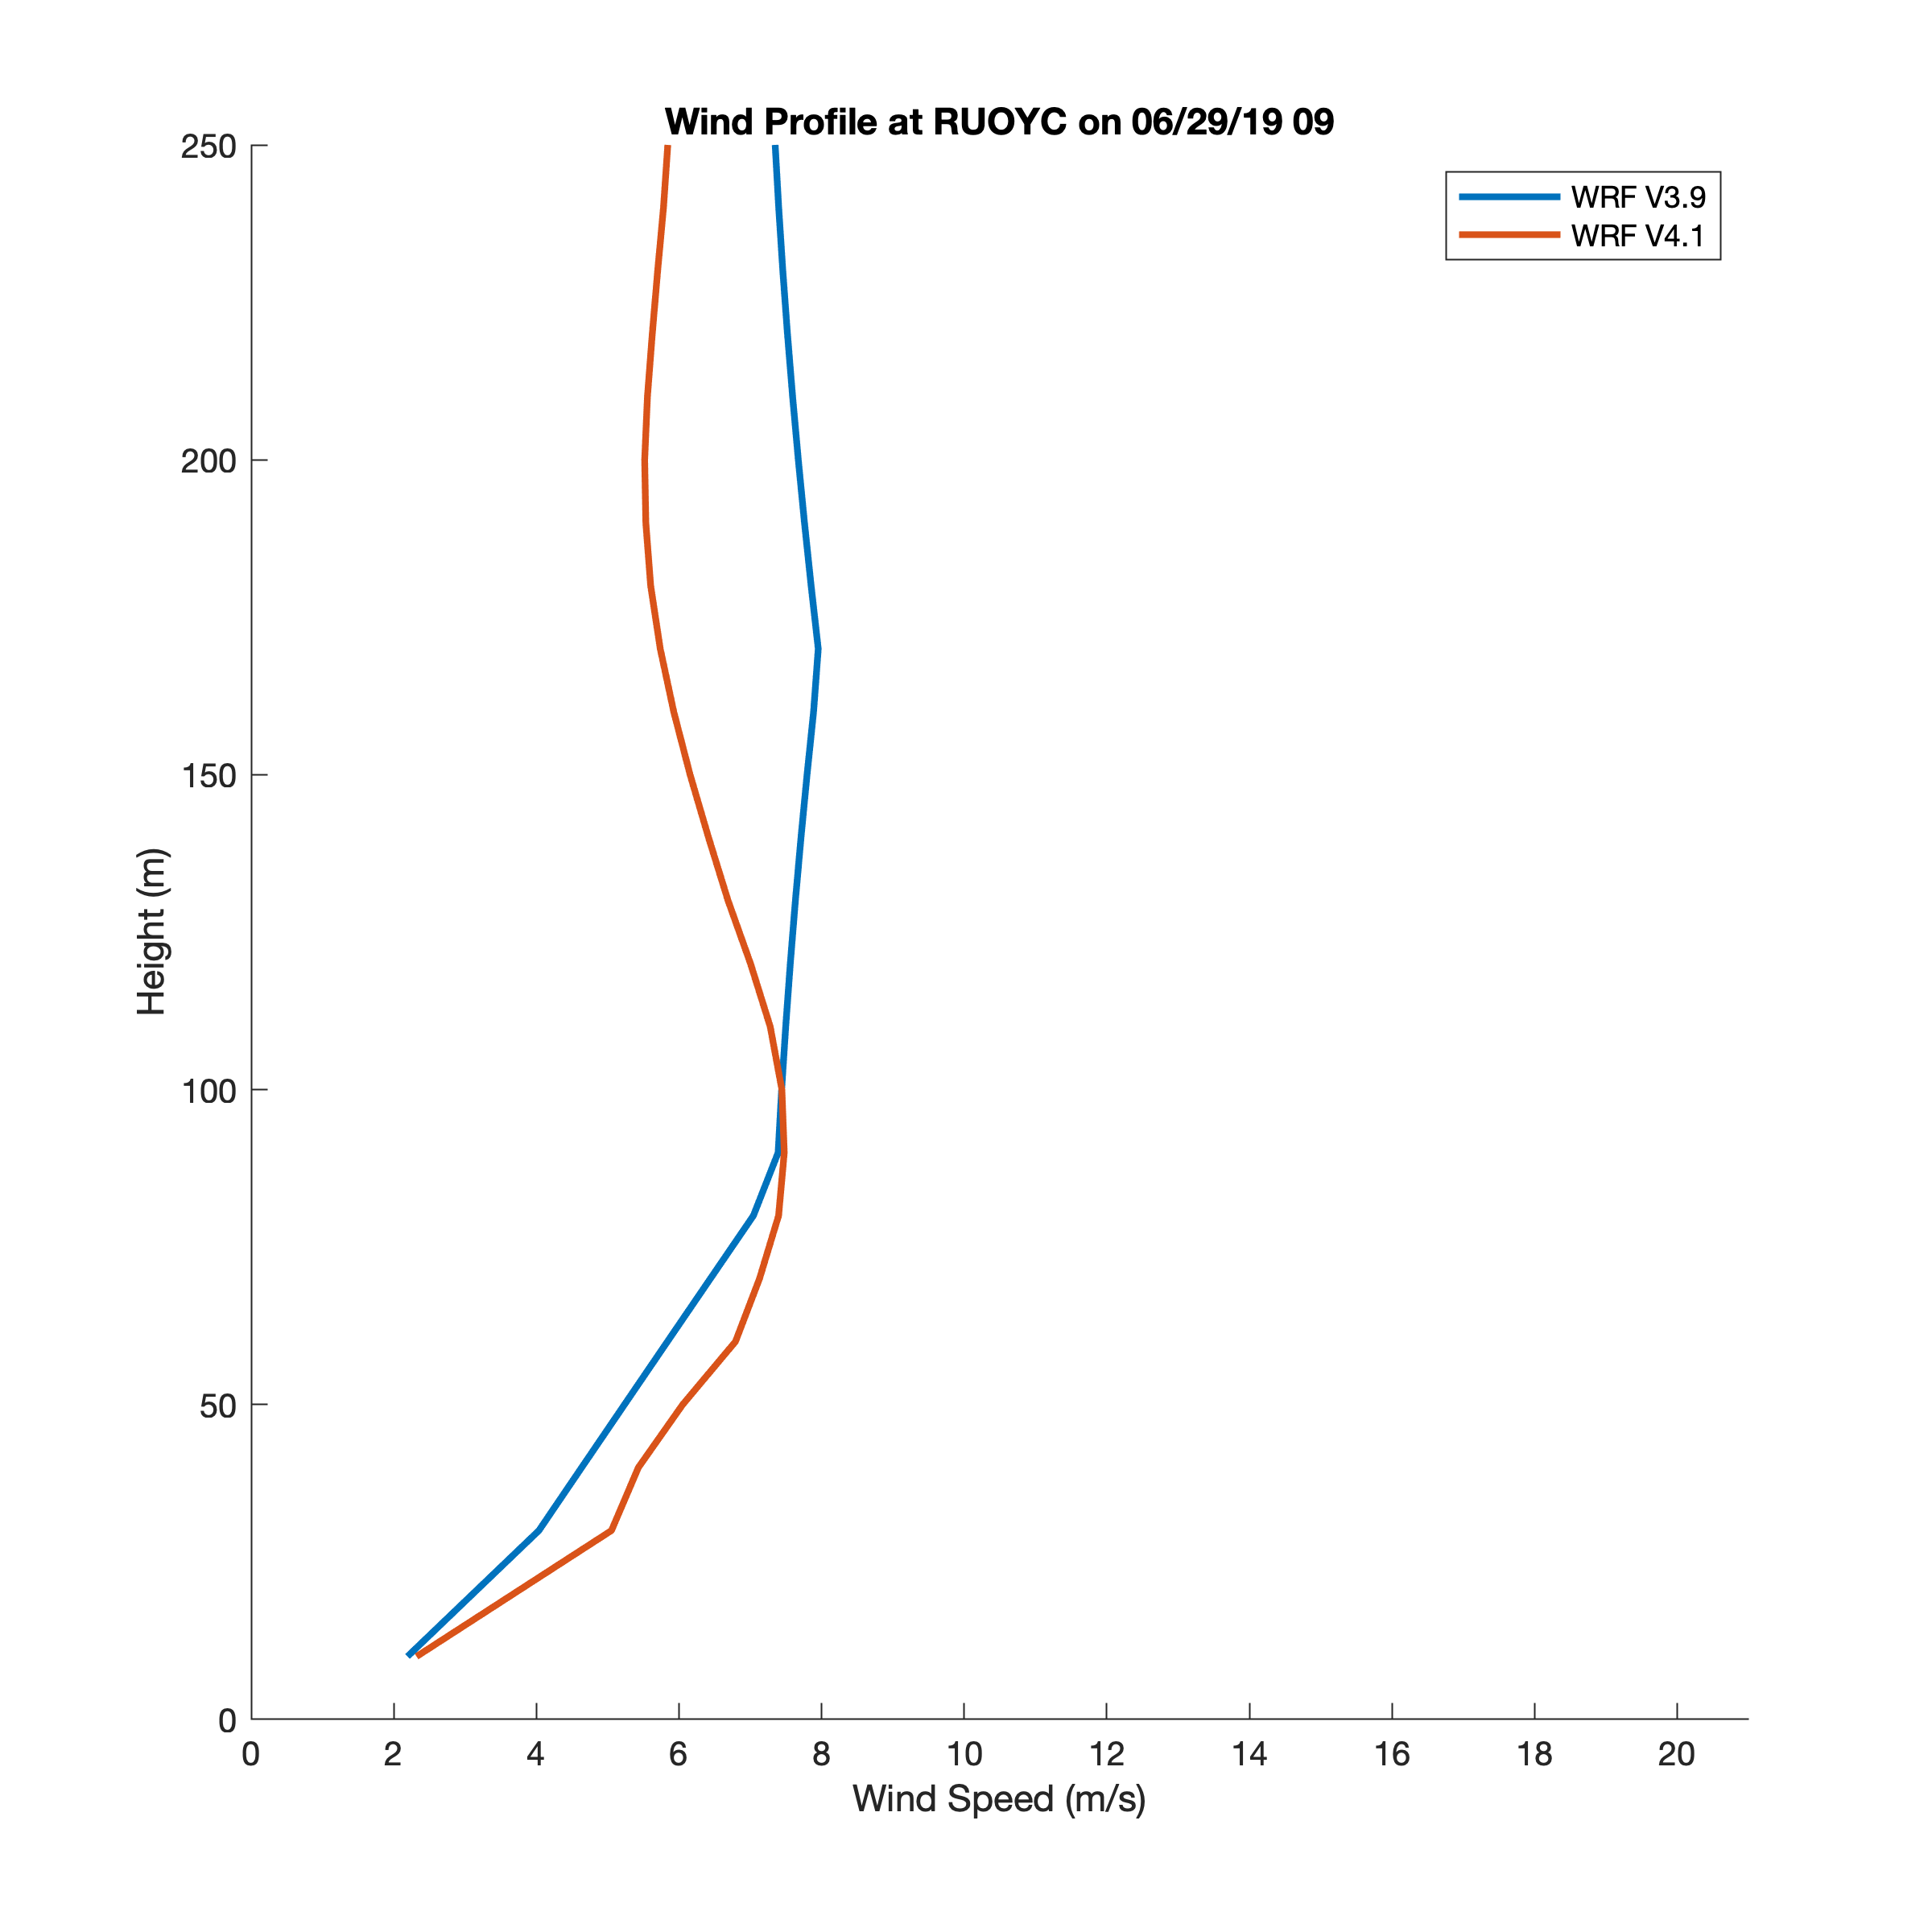 Wind Profile at RUOYC on 06/29/19 09
WRF V3.9
WRF V4.1
250
200
150
100
50
0
Height (m)
0 2 4 6 8 10 12 14 16 18 20
Wind Speed (m/s)